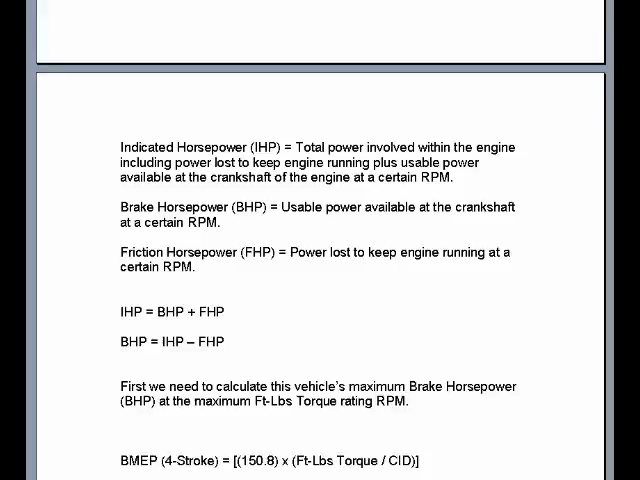 Indicated Horsepower (IHP) = Total power involved within the engine
including power lost to keep engine running plus usable power
available at the crankshaft of the engine at a certain RPM.
Brake Horsepower (BHP) = Usable power available at the crankshaft
at a certain RPM.
Friction Horsepower (FHP) = Power lost to keep engine running at a
certain RPM.
IHP = BHP + FHP
BHP = IHP – FHP
First we need to calculate this vehicle’s maximum Brake Horsepower
(BHP) at the maximum Ft-Lbs Torque rating RPM.
BMEP (4-Stroke) = [(150.8) x (Ft-Lbs Torque / CID)]